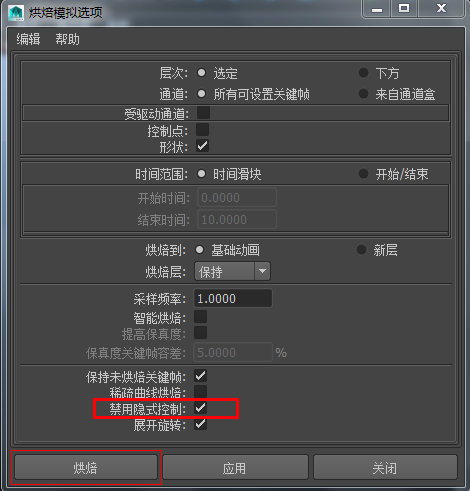 烘焙模拟选项
编辑 帮助
层次: 选定 下方
通道: 所有可设置关键帧 来自通道盒
受驱动通道:
控制点:
形状:
时间范围: 时间滑块 开始/结束
开始时间: 0.0000
结束时间: 10.0000
烘焙到: 基础动画 新层
烘焙层: 保持
采样频率: 1.0000
智能烘焙:
提高保真度:
保真度关键帧容差: 5.0000 %
保持未烘焙关键帧:
稀疏曲线烘焙:
禁用隐式控制:
展开旋转:
烘焙 应用 关闭